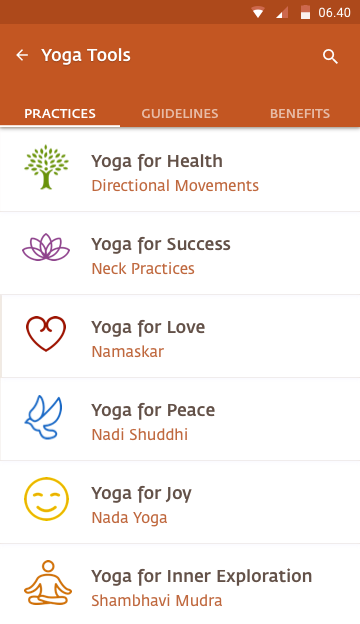 06.40
Yoga Tools
PRACTICES GUIDELINES BENEFITS
Yoga for Health
Directional Movements
Yoga for Success
Neck Practices
Yoga for Love
Namaskar
Yoga for Peace
Nadi Shuddhi
Yoga for Joy
Nada Yoga
Yoga for Inner Exploration
Shambhavi Mudra